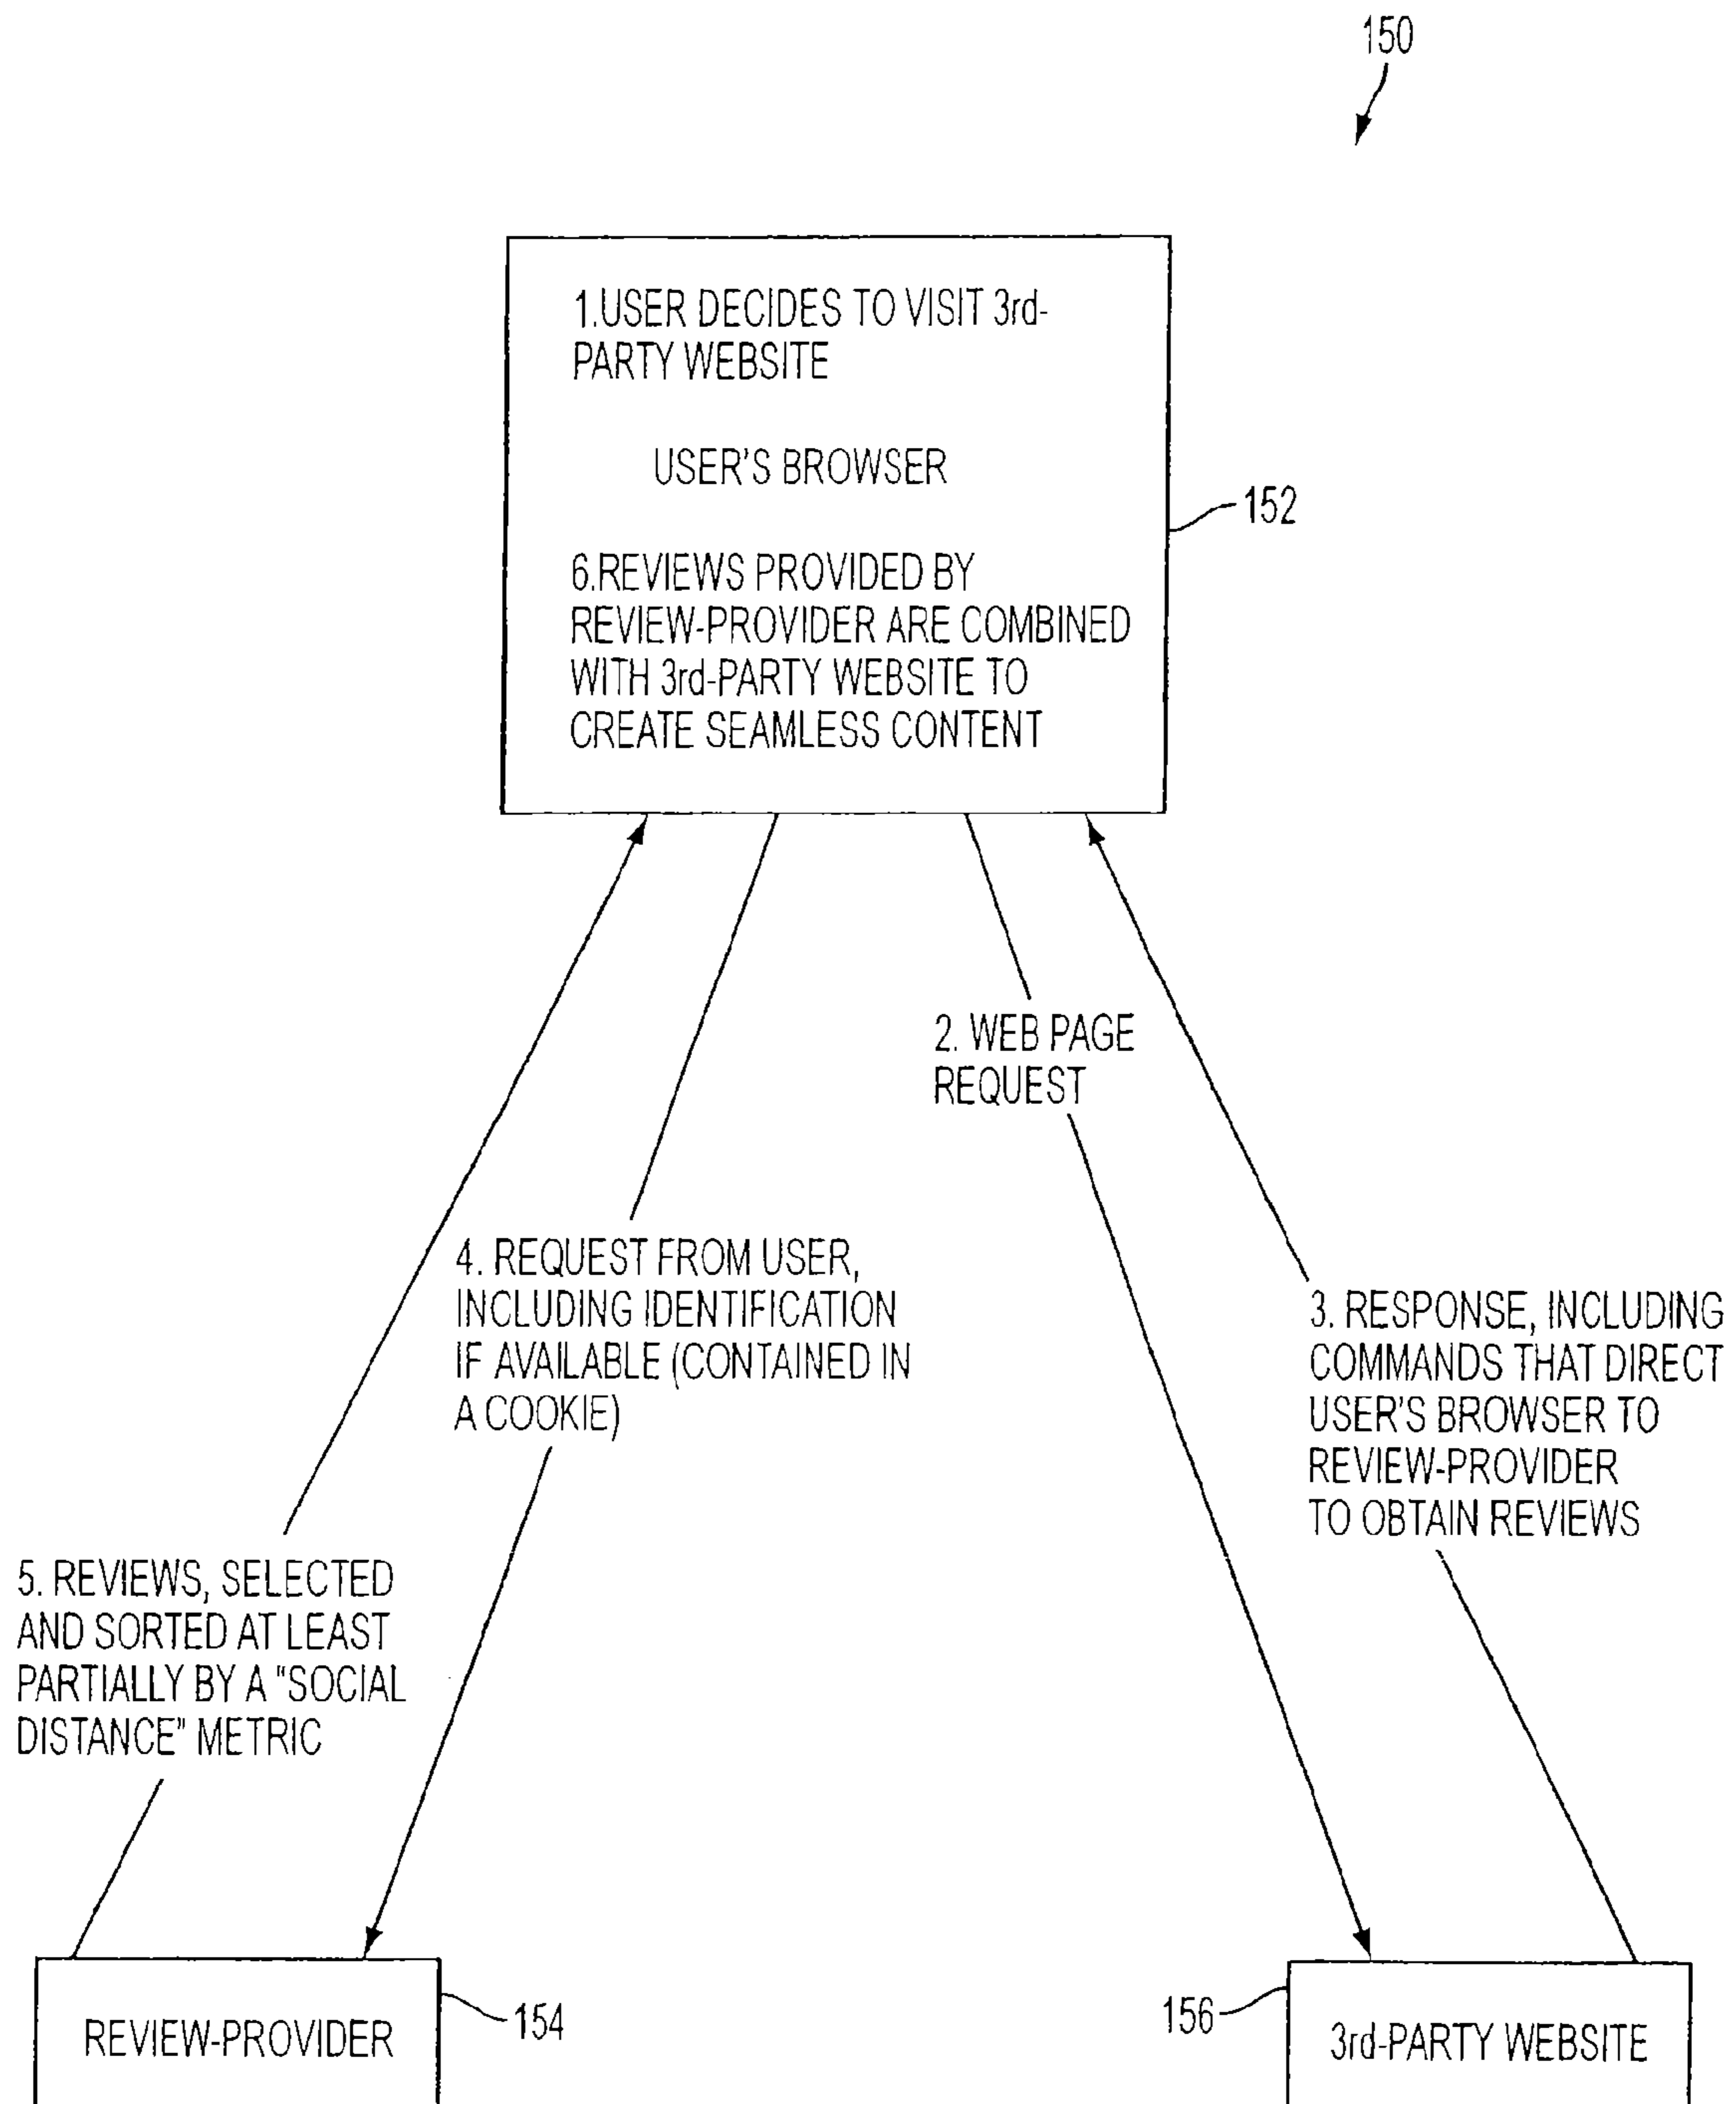 150
1.USER DECIDES TO VISIT 3rd-
PARTY WEBSITE
USER'S BROWSER
152
6.REVIEWS PROVIDED BY
REVIEW-PROVIDER ARE COMBINED
WITH 3rd-PARTY WEBSITE TO
CREATE SEAMLESS CONTENT
2. WEB PAGE
REQUEST
4. REQUEST FROM USER,
INCLUDING IDENTIFICATION
IF AVAILABLE (CONTAINED IN
A COOKIE)
3. RESPONSE, INCLUDING
COMMANDS THAT DIRECT
USER'S BROWSER TO
REVIEW-PROVIDER
TO OBTAIN REVIEWS
5. REVIEWS, SELECTED
AND SORTED AT LEAST
PARTIALLY BY A "SOCIAL
DISTANCE" METRIC
REVIEW-PROVIDER
154
156
3rd-PARTY WEBSITE